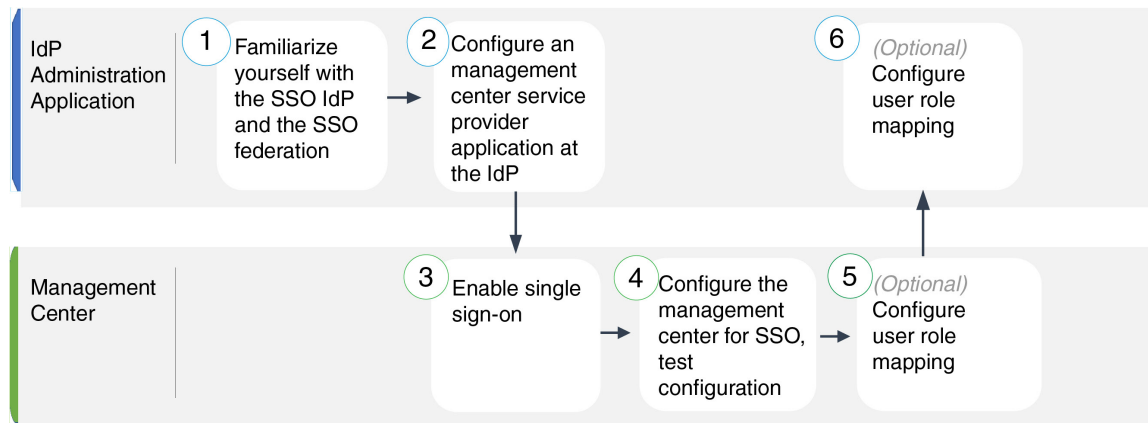 IdP
Administration
Application
1
Familiarize
yourself with
the SSO IdP
and the SSO
federation
2
Configure an
management
center service
provider
application at
the IdP
6
(Optional)
Configure
user role
mapping
Management
Center
3
Enable single
sign-on
4
Configure the
management
center for SSO,
test
configuration
5
(Optional)
Configure
user role
mapping